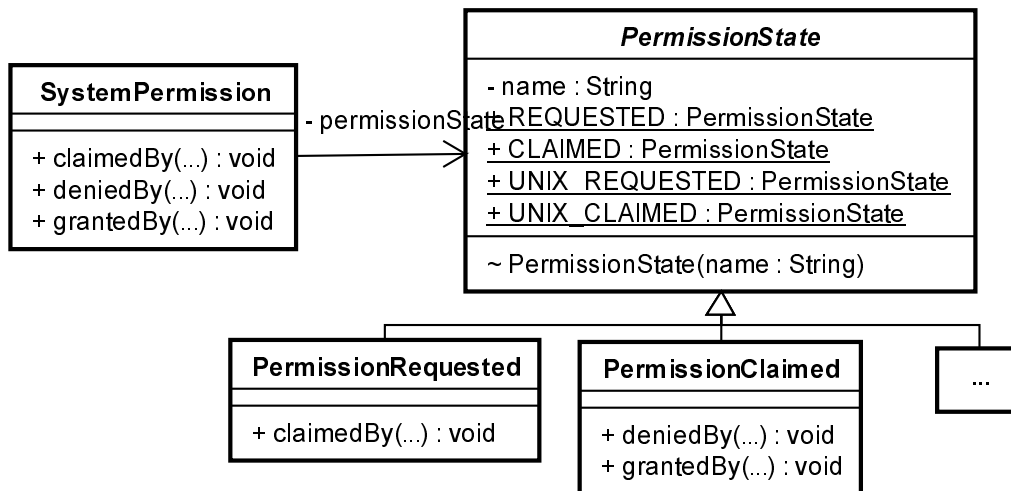 PermissionState
- name : String
+ REQUESTED : PermissionState
+ CLAIMED : PermissionState
+ UNIX_REQUESTED : PermissionState
+ UNIX_CLAIMED : PermissionState
~ PermissionState(name : String)
SystemPermission
+ claimedBy(...) : void
+ deniedBy(...) : void
+ grantedBy(...) : void
- permissionState
PermissionRequested
+ claimedBy(...) : void
PermissionClaimed
+ deniedBy(...) : void
+ grantedBy(...) : void
...